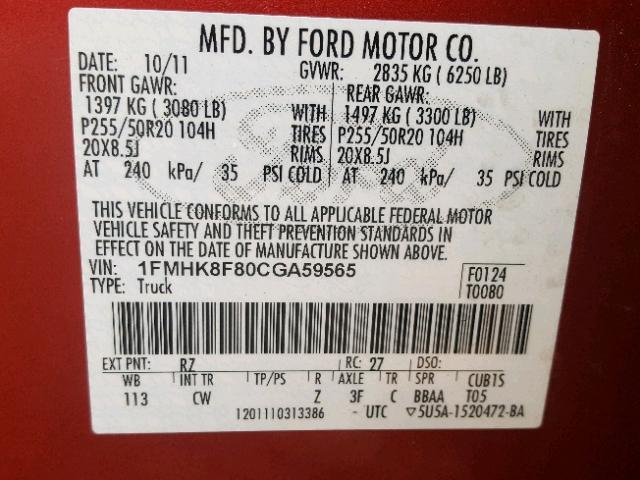 MFD. BY FORD MOTOR CO.
DATE: 10/11 GVWR: 2835 KG ( 6250 LB)
FRONT GAWR: REAR GAWR:
1397 KG ( 3080 LB) WITH 1497 KG ( 3300 LB) WITH
P255/50R20 104H TIRES P255/50R20 104H TIRES
20X8.5J RIMS 20X8.5J RIMS
AT 240 kPa/ 35 PSI COLD AT 240 kPa/ 35 PSI COLD
THIS VEHICLE CONFORMS TO ALL APPLICABLE FEDERAL MOTOR
VEHICLE SAFETY AND THEFT PREVENTION STANDARDS IN
EFFECT ON THE DATE OF MANUFACTURE SHOWN ABOVE.
VIN: 1FMHK8F80CGA59565 F0124
TYPE: Truck T0080
EXT PNT: RZ RC: 27 DSO:
WB INT TR TP/PS R AXLE TR SPR CUB1S
113 CW Z 3F C BBAA T05
1201110313386 - UTC ▽5U5A-1520472-BA